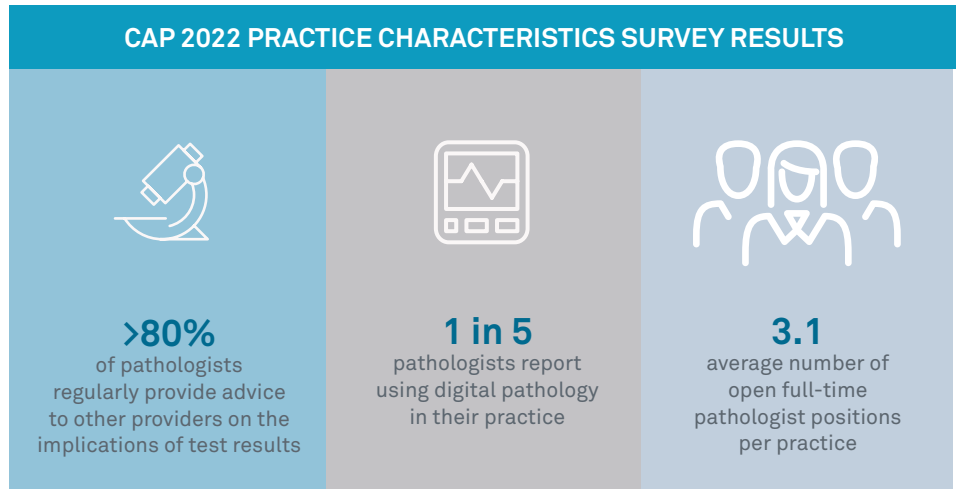 CAP 2022 PRACTICE CHARACTERISTICS SURVEY RESULTS
>80%
of pathologists
regularly provide advice
to other providers on the
implications of test results
1 in 5
pathologists report
using digital pathology
in their practice
3.1
average number of
open full-time
pathologist positions
per practice